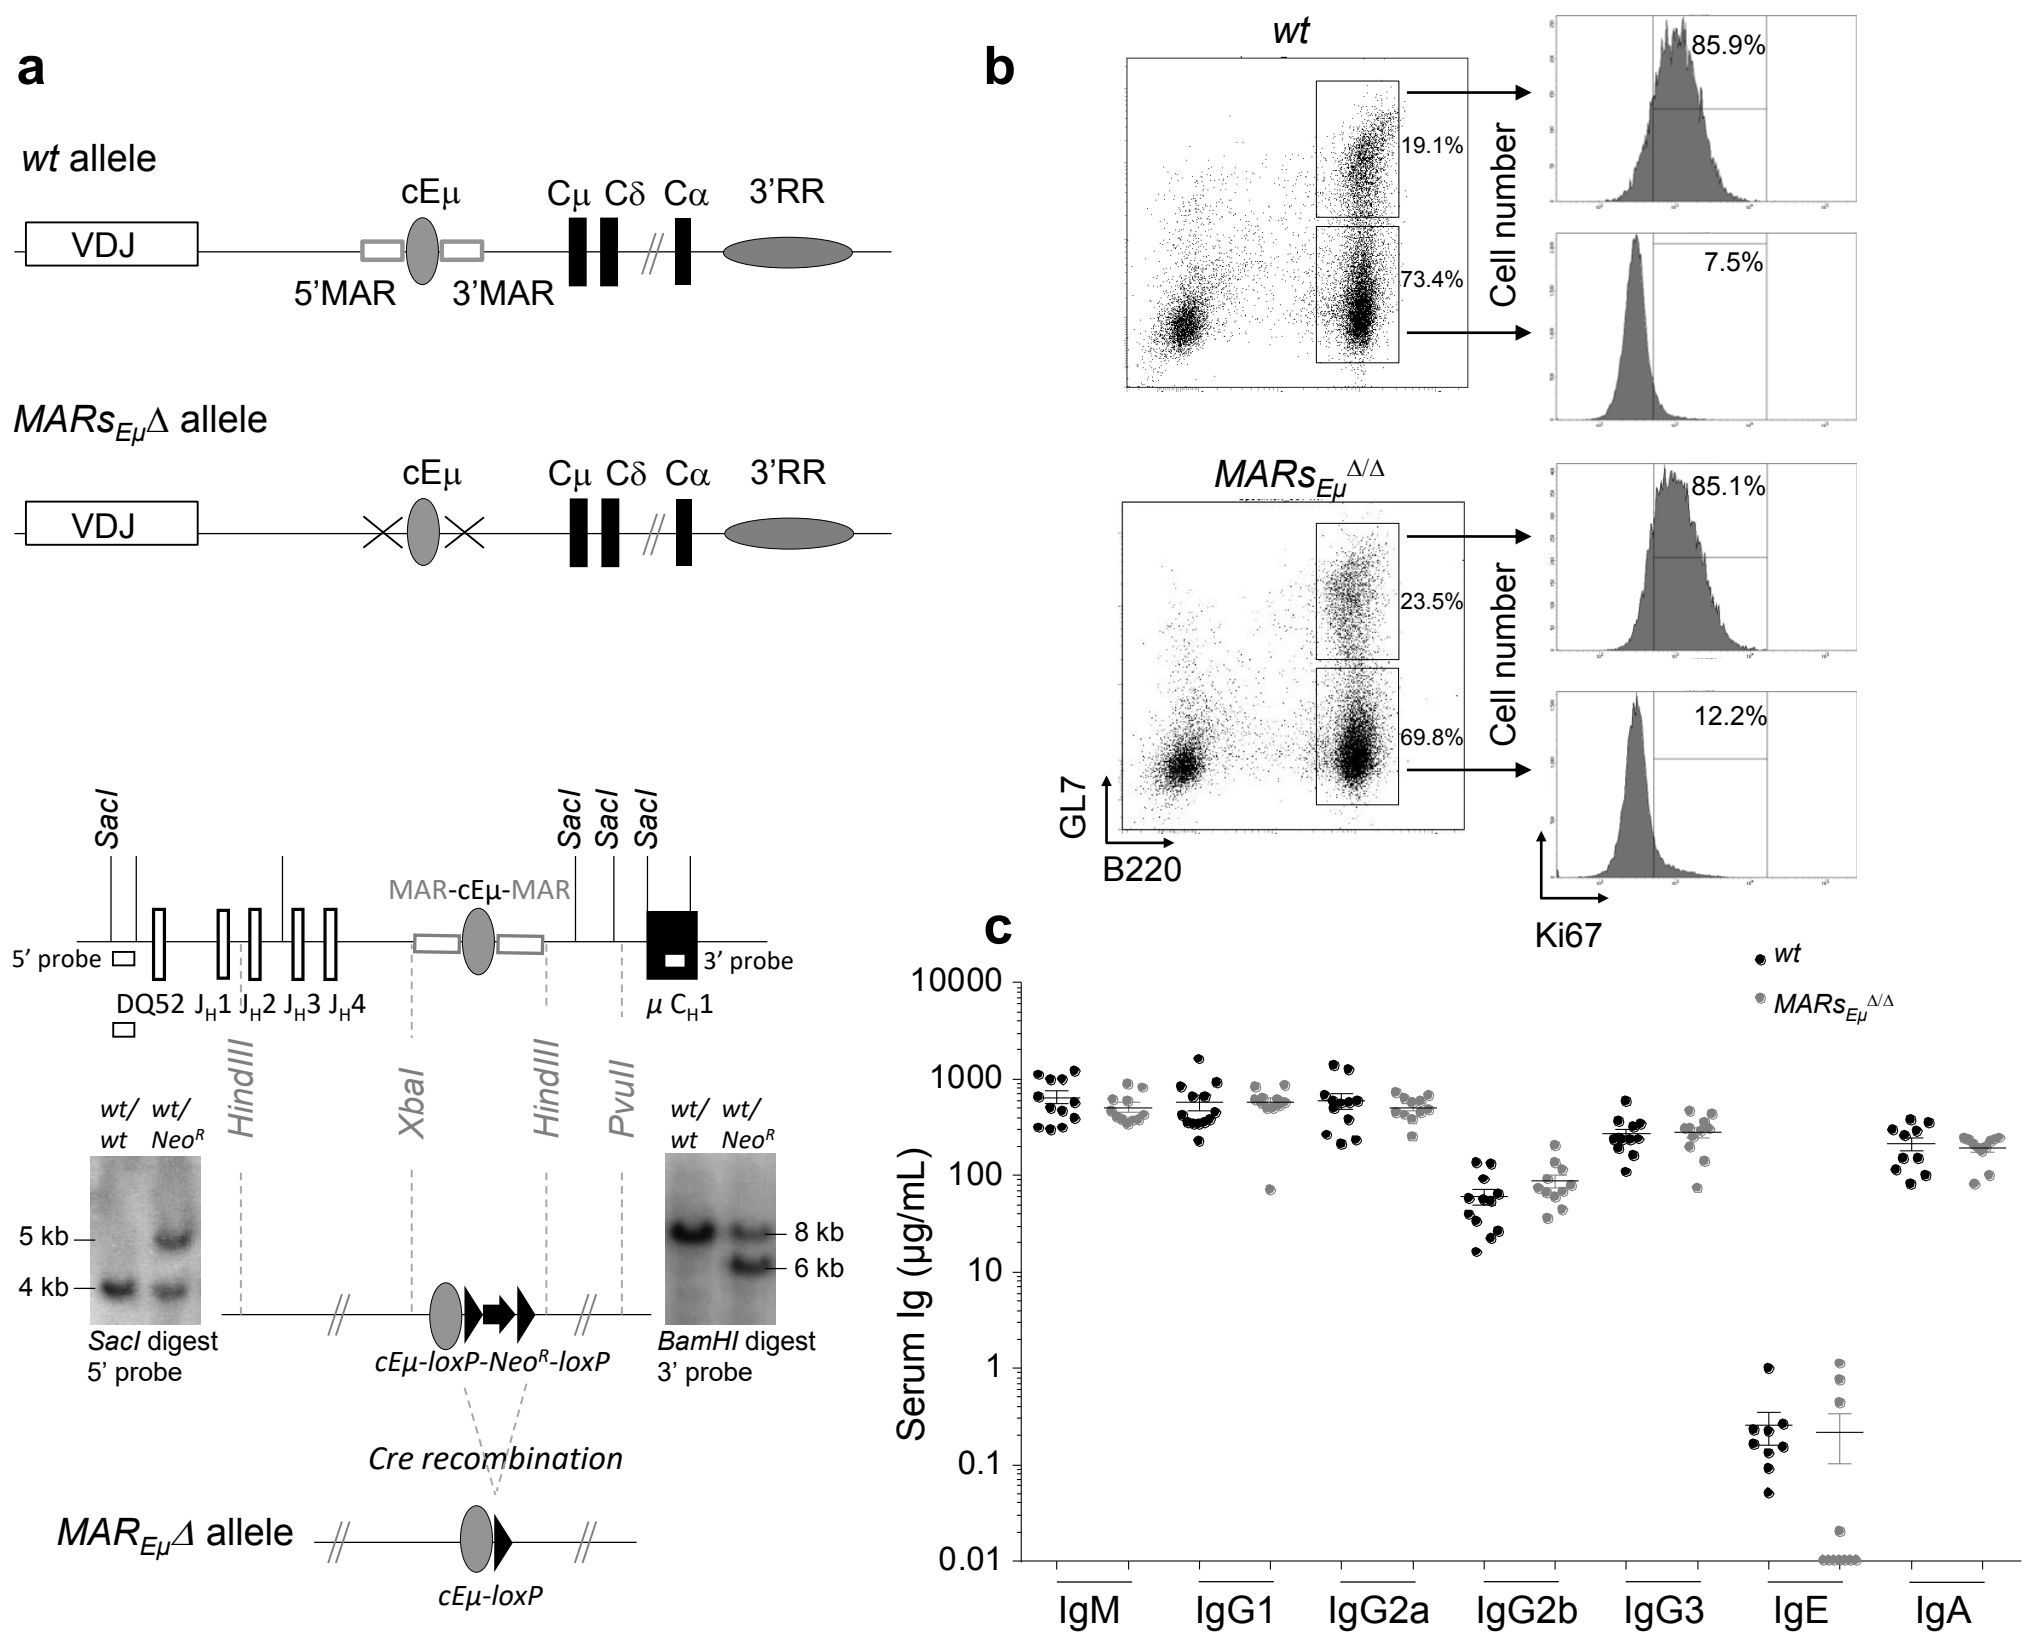 a
wt allele
cEμ
Cμ Cδ Cα 3'RR
VDJ
5'MAR 3'MAR
MARsEμΔ allele
cEμ
Cμ Cδ Cα 3'RR
VDJ
SacI SacI SacI SacI
MAR-cEμ-MAR
5' probe 3' probe
DQ52 JH1 JH2 JH3 JH4 μ CH1
HindIII XbaI HindIII PvuII
wt/ wt/
wt NeoR
5 kb
4 kb
SacI digest
5' probe
wt/ wt/
wt NeoR
8 kb
6 kb
BamHI digest
3' probe
cEμ-loxP-NeoR-loxP
Cre recombination
MAREμΔ allele
cEμ-loxP
b
wt
19.1%
73.4%
Cell number
85.9%
7.5%
MARsEμ Δ/Δ
23.5%
69.8%
Cell number
85.1%
12.2%
GL7
B220
Ki67
c
wt
MARsEμ Δ/Δ
Serum Ig (μg/mL)
10000
1000
100
10
1
0.1
0.01
IgM IgG1 IgG2a IgG2b IgG3 IgE IgA